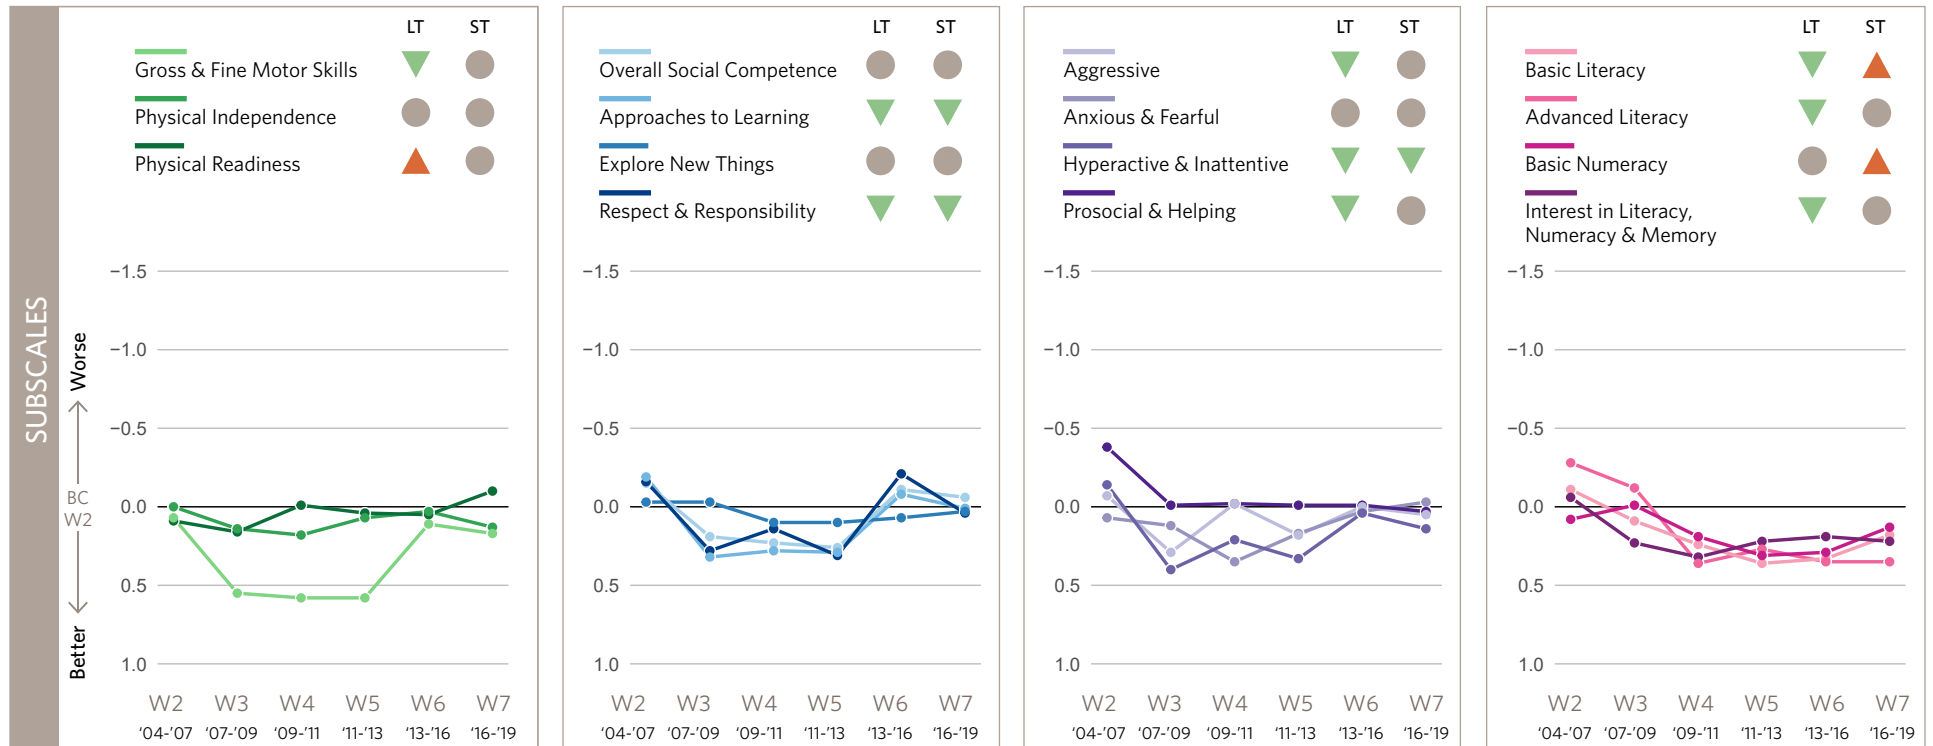 SUBSCALES
Worse
BC
W2
Better
LT ST
Gross & Fine Motor Skills
Physical Independence
Physical Readiness
−1.5
−1.0
−0.5
0.0
0.5
1.0
W2 W3 W4 W5 W6 W7
‘04-’07 ‘07-’09 ‘09-’11 ‘11-’13 ‘13-’16 ‘16-’19
LT ST
Overall Social Competence
Approaches to Learning
Explore New Things
Respect & Responsibility
−1.5
−1.0
−0.5
0.0
0.5
1.0
W2 W3 W4 W5 W6 W7
‘04-’07 ‘07-’09 ‘09-’11 ‘11-’13 ‘13-’16 ‘16-’19
LT ST
Aggressive
Anxious & Fearful
Hyperactive & Inattentive
Prosocial & Helping
−1.5
−1.0
−0.5
0.0
0.5
1.0
W2 W3 W4 W5 W6 W7
‘04-’07 ‘07-’09 ‘09-’11 ‘11-’13 ‘13-’16 ‘16-’19
LT ST
Basic Literacy
Advanced Literacy
Basic Numeracy
Interest in Literacy,
Numeracy & Memory
−1.5
−1.0
−0.5
0.0
0.5
1.0
W2 W3 W4 W5 W6 W7
‘04-’07 ‘07-’09 ‘09-’11 ‘11-’13 ‘13-’16 ‘16-’19